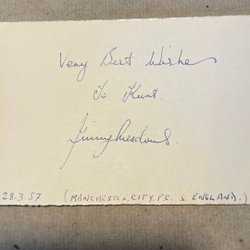 Very Best Wishes
To Kurt.
Jimmy Meadows.
28.3.57 (MANCHESTER. CITY. F.C. & ENGLAND.)